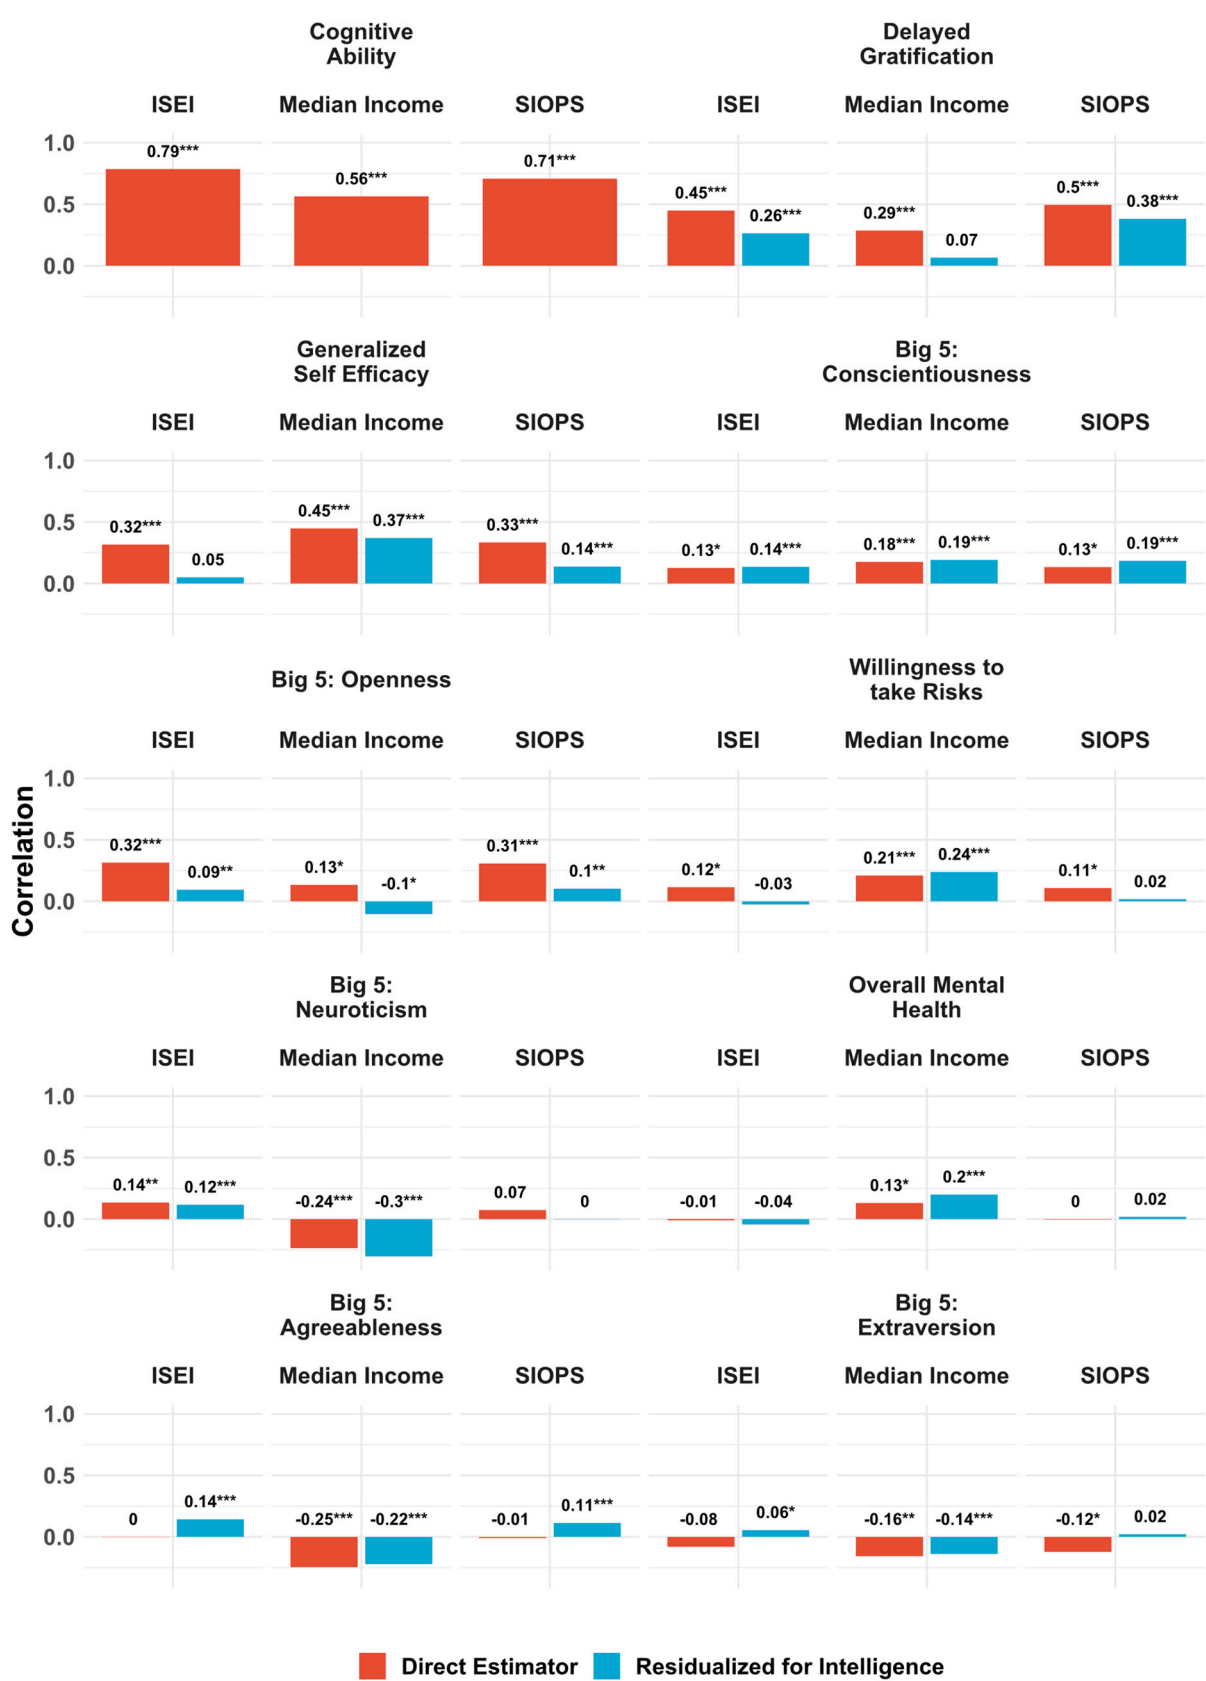 Cognitive
Ability
Delayed
Gratification
ISEI
Median Income
SIOPS
ISEI
Median Income
SIOPS
1.0
0.5
0.0
0.79***
0.56***
0.71***
0.45***
0.26***
0.29***
0.07
0.5***
0.38***
Generalized
Self Efficacy
Big 5:
Conscientiousness
ISEI
Median Income
SIOPS
ISEI
Median Income
SIOPS
1.0
0.5
0.0
0.32***
0.05
0.45***
0.37***
0.33***
0.14***
0.13*
0.14***
0.18***
0.19***
0.13*
0.19***
Big 5: Openness
Willingness to
take Risks
ISEI
Median Income
SIOPS
ISEI
Median Income
SIOPS
1.0
0.5
0.0
0.32***
0.09**
0.13*
-0.1*
0.31***
0.1**
0.12*
-0.03
0.21***
0.24***
0.11*
0.02
Correlation
Big 5:
Neuroticism
Overall Mental
Health
ISEI
Median Income
SIOPS
ISEI
Median Income
SIOPS
1.0
0.5
0.0
0.14**
0.12***
-0.24***
-0.3***
0.07
0
-0.01
-0.04
0.13*
0.2***
0
0.02
Big 5:
Agreeableness
Big 5:
Extraversion
ISEI
Median Income
SIOPS
ISEI
Median Income
SIOPS
1.0
0.5
0.0
0
0.14***
-0.25***
-0.22***
-0.01
0.11***
-0.08
0.06*
-0.16**
-0.14***
-0.12*
0.02
Direct Estimator
Residualized for Intelligence